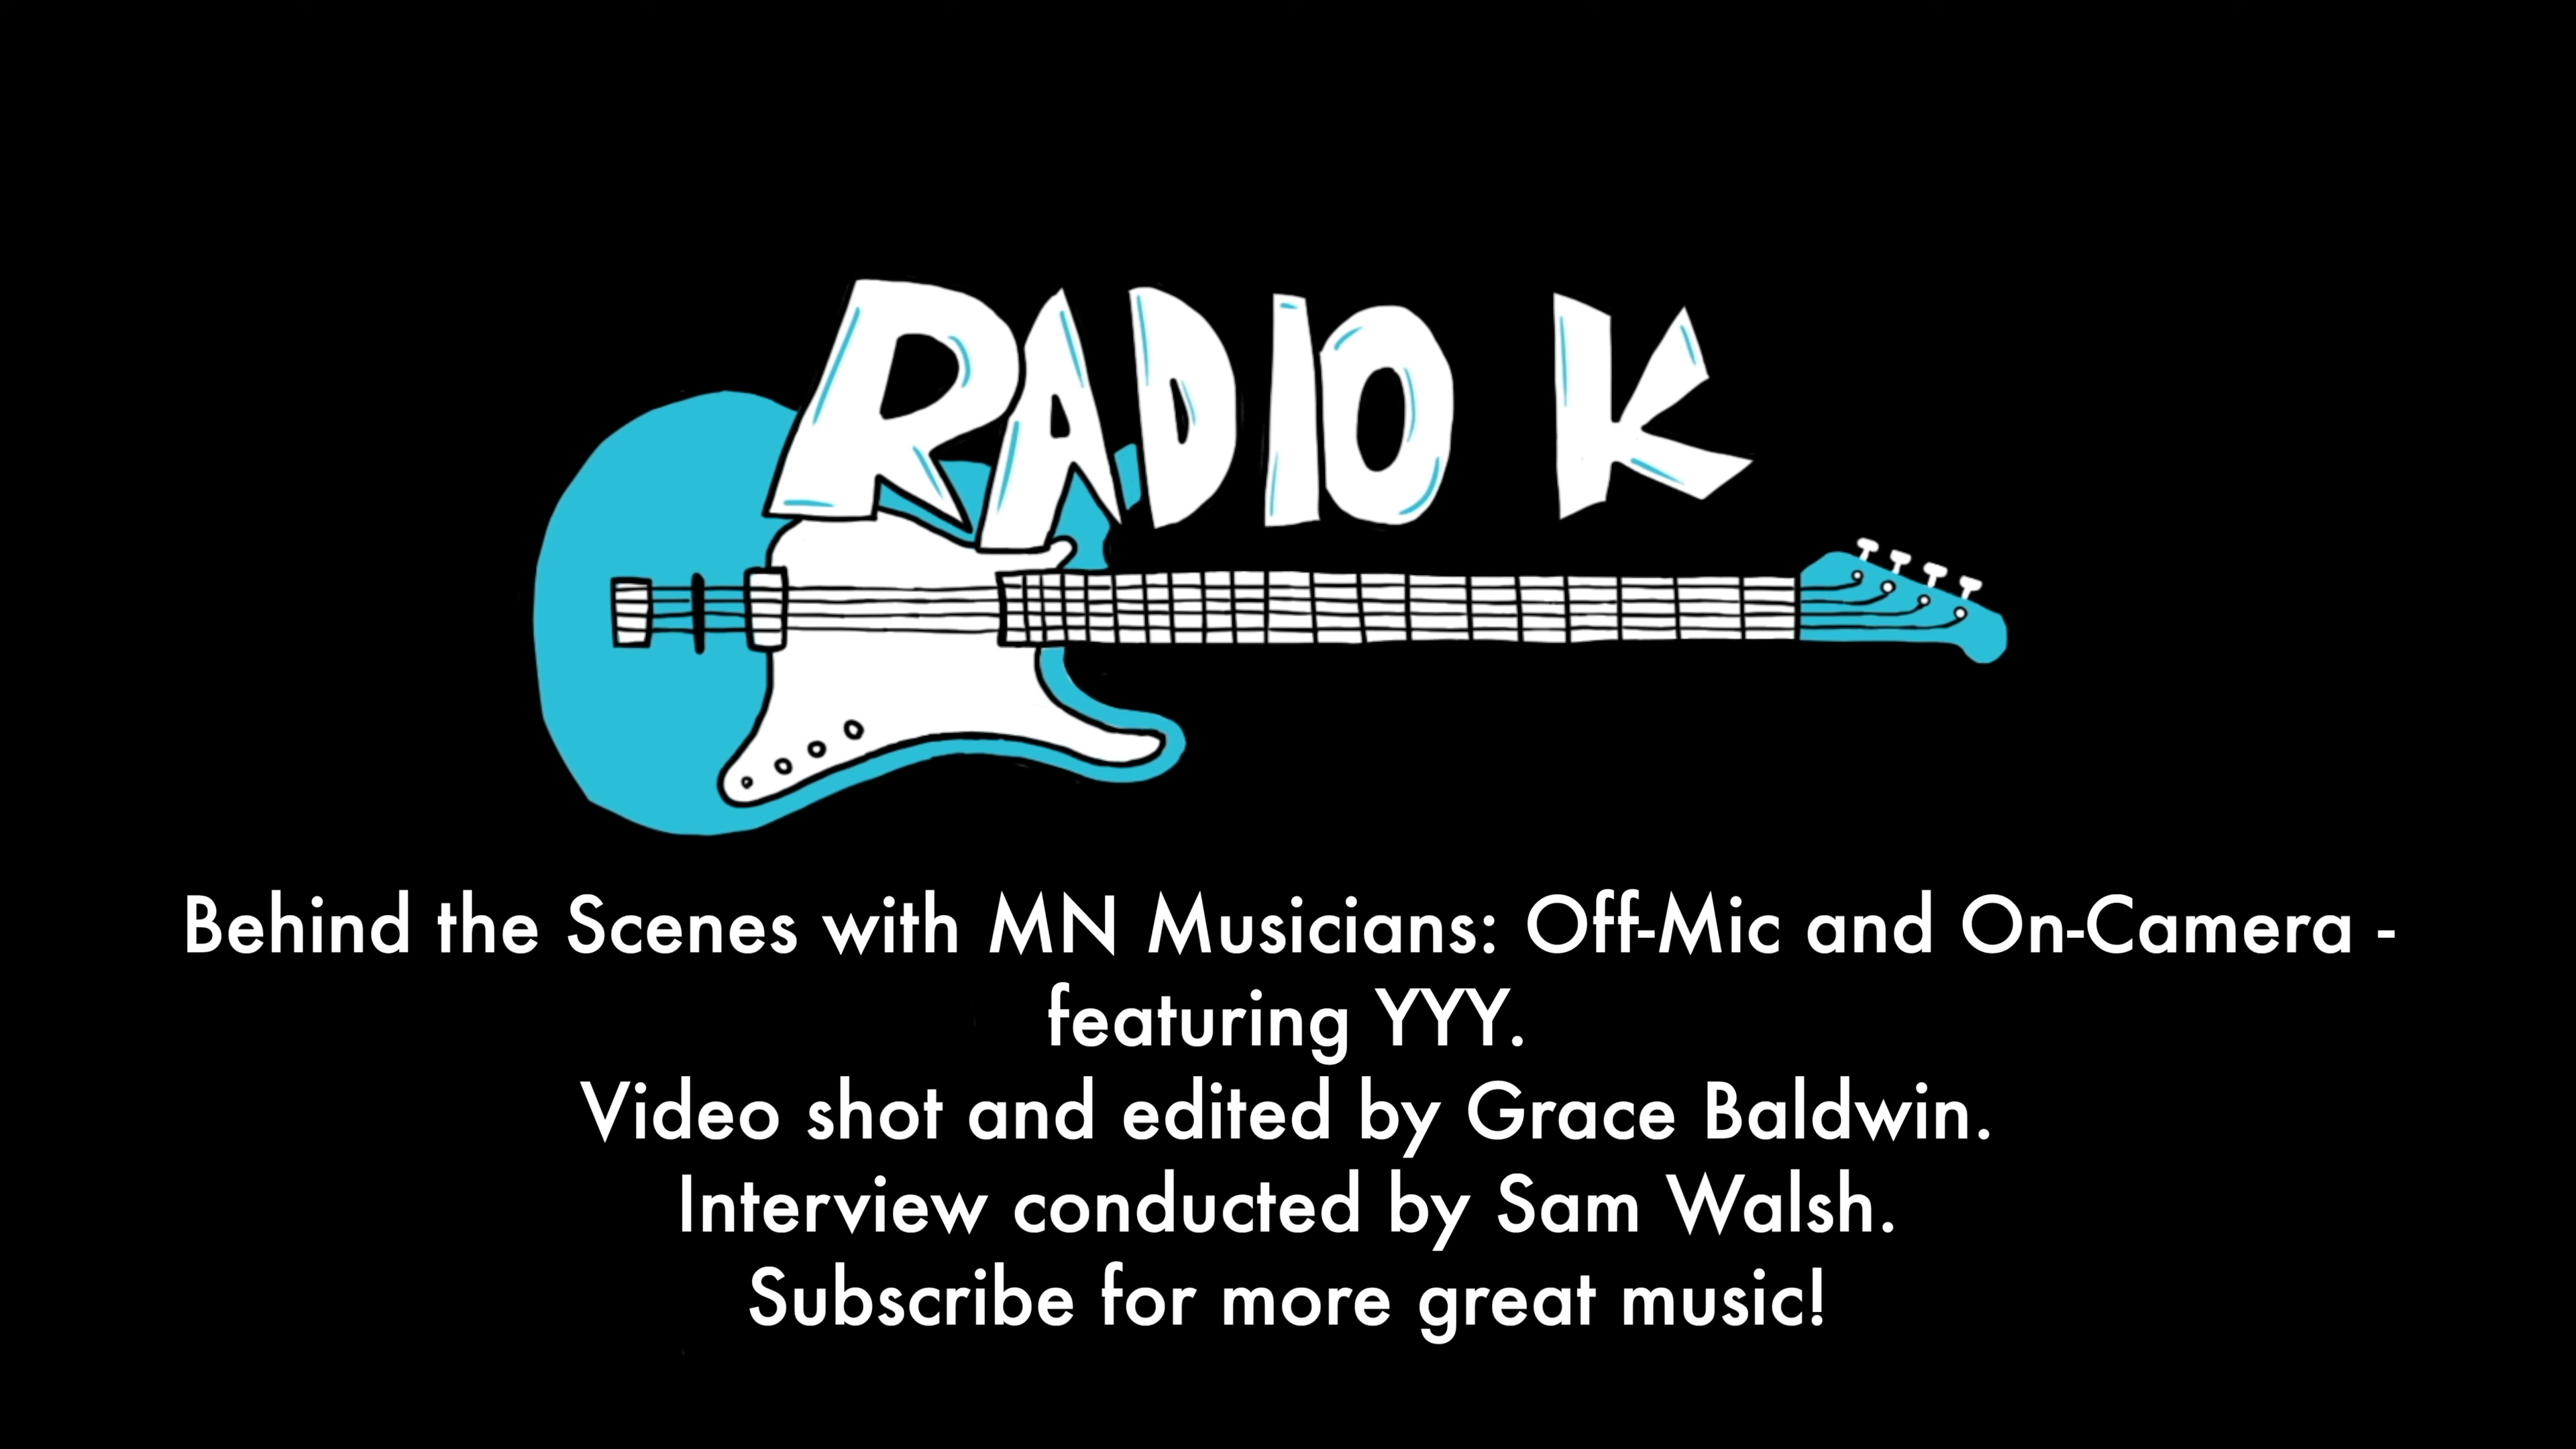 RADIO K
Behind the Scenes with MN Musicians: Off-Mic and On-Camera -
featuring YYY.
Video shot and edited by Grace Baldwin.
Interview conducted by Sam Walsh.
Subscribe for more great music!